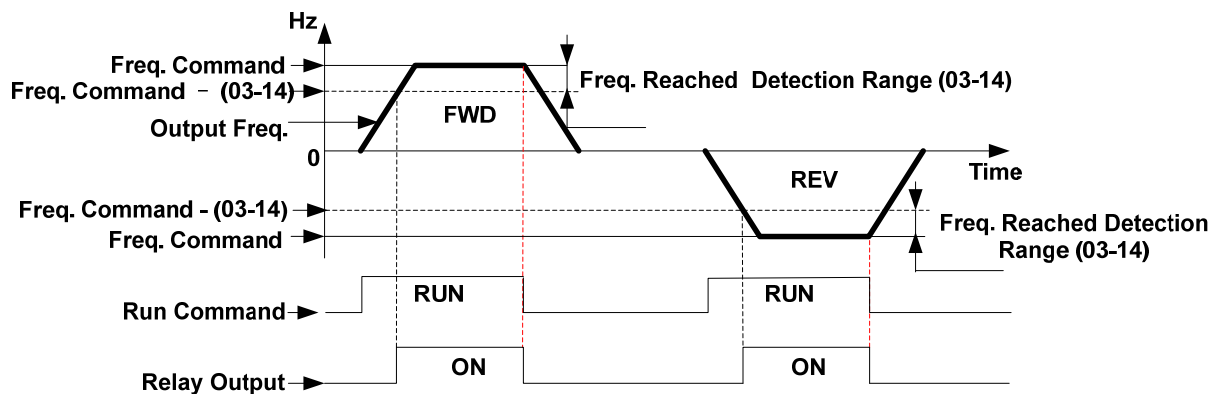 Hz
Freq. Command
Freq. Command - (03-14)
Freq. Reached Detection Range (03-14)
FWD
Output Freq.
0
Time
REV
Freq. Command - (03-14)
Freq. Reached Detection
Range (03-14)
Freq. Command
RUN
RUN
Run Command
ON
ON
Relay Output